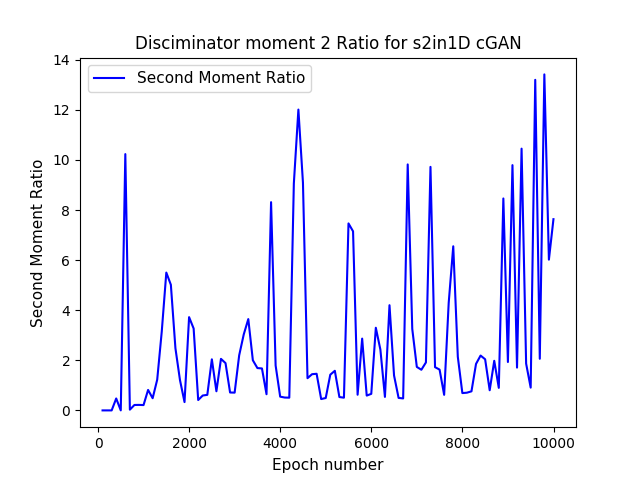 Disciminator moment 2 Ratio for s2in1D cGAN
Second Moment Ratio
14
12
10
8
6
4
2
0
Second Moment Ratio
0 2000 4000 6000 8000 10000
Epoch number